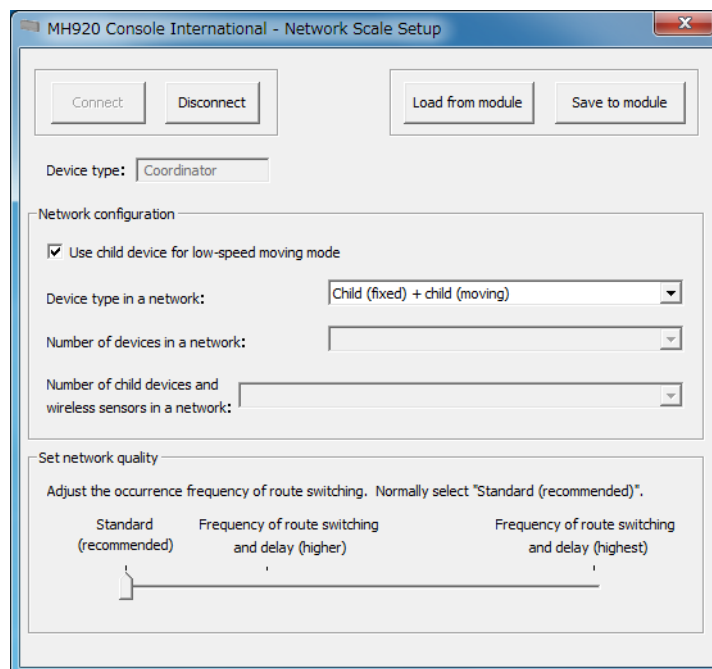 MH920 Console International - Network Scale Setup
Connect
Disconnect
Load from module
Save to module
Device type:
Coordinator
Network configuration
Use child device for low-speed moving mode
Device type in a network:
Child (fixed) + child (moving)
Number of devices in a network:
Number of child devices and
wireless sensors in a network:
Set network quality
Adjust the occurrence frequency of route switching. Normally select "Standard (recommended)".
Standard
(recommended)
Frequency of route switching
and delay (higher)
Frequency of route switching
and delay (highest)